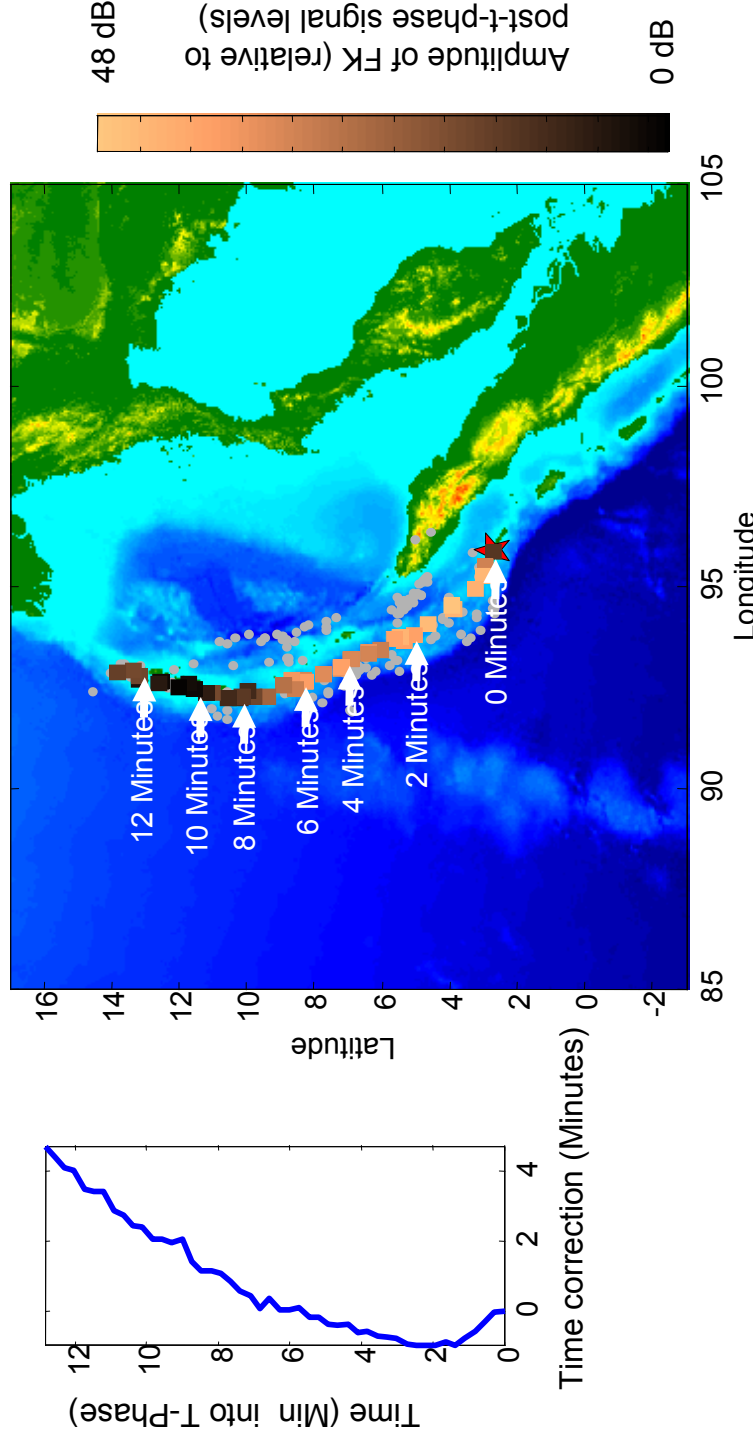 48 dB
Amplitude of FK (relative to
post-t-phase signal levels)
0 dB
16
14
12
10
8
6
4
2
0
-2
Latitude
85
90
95
100
105
Longitude
12 Minutes
10 Minutes
8 Minutes
6 Minutes
4 Minutes
2 Minutes
0 Minutes
Time (Min into T-Phase)
12
10
8
6
4
2
0
0
2
4
Time correction (Minutes)